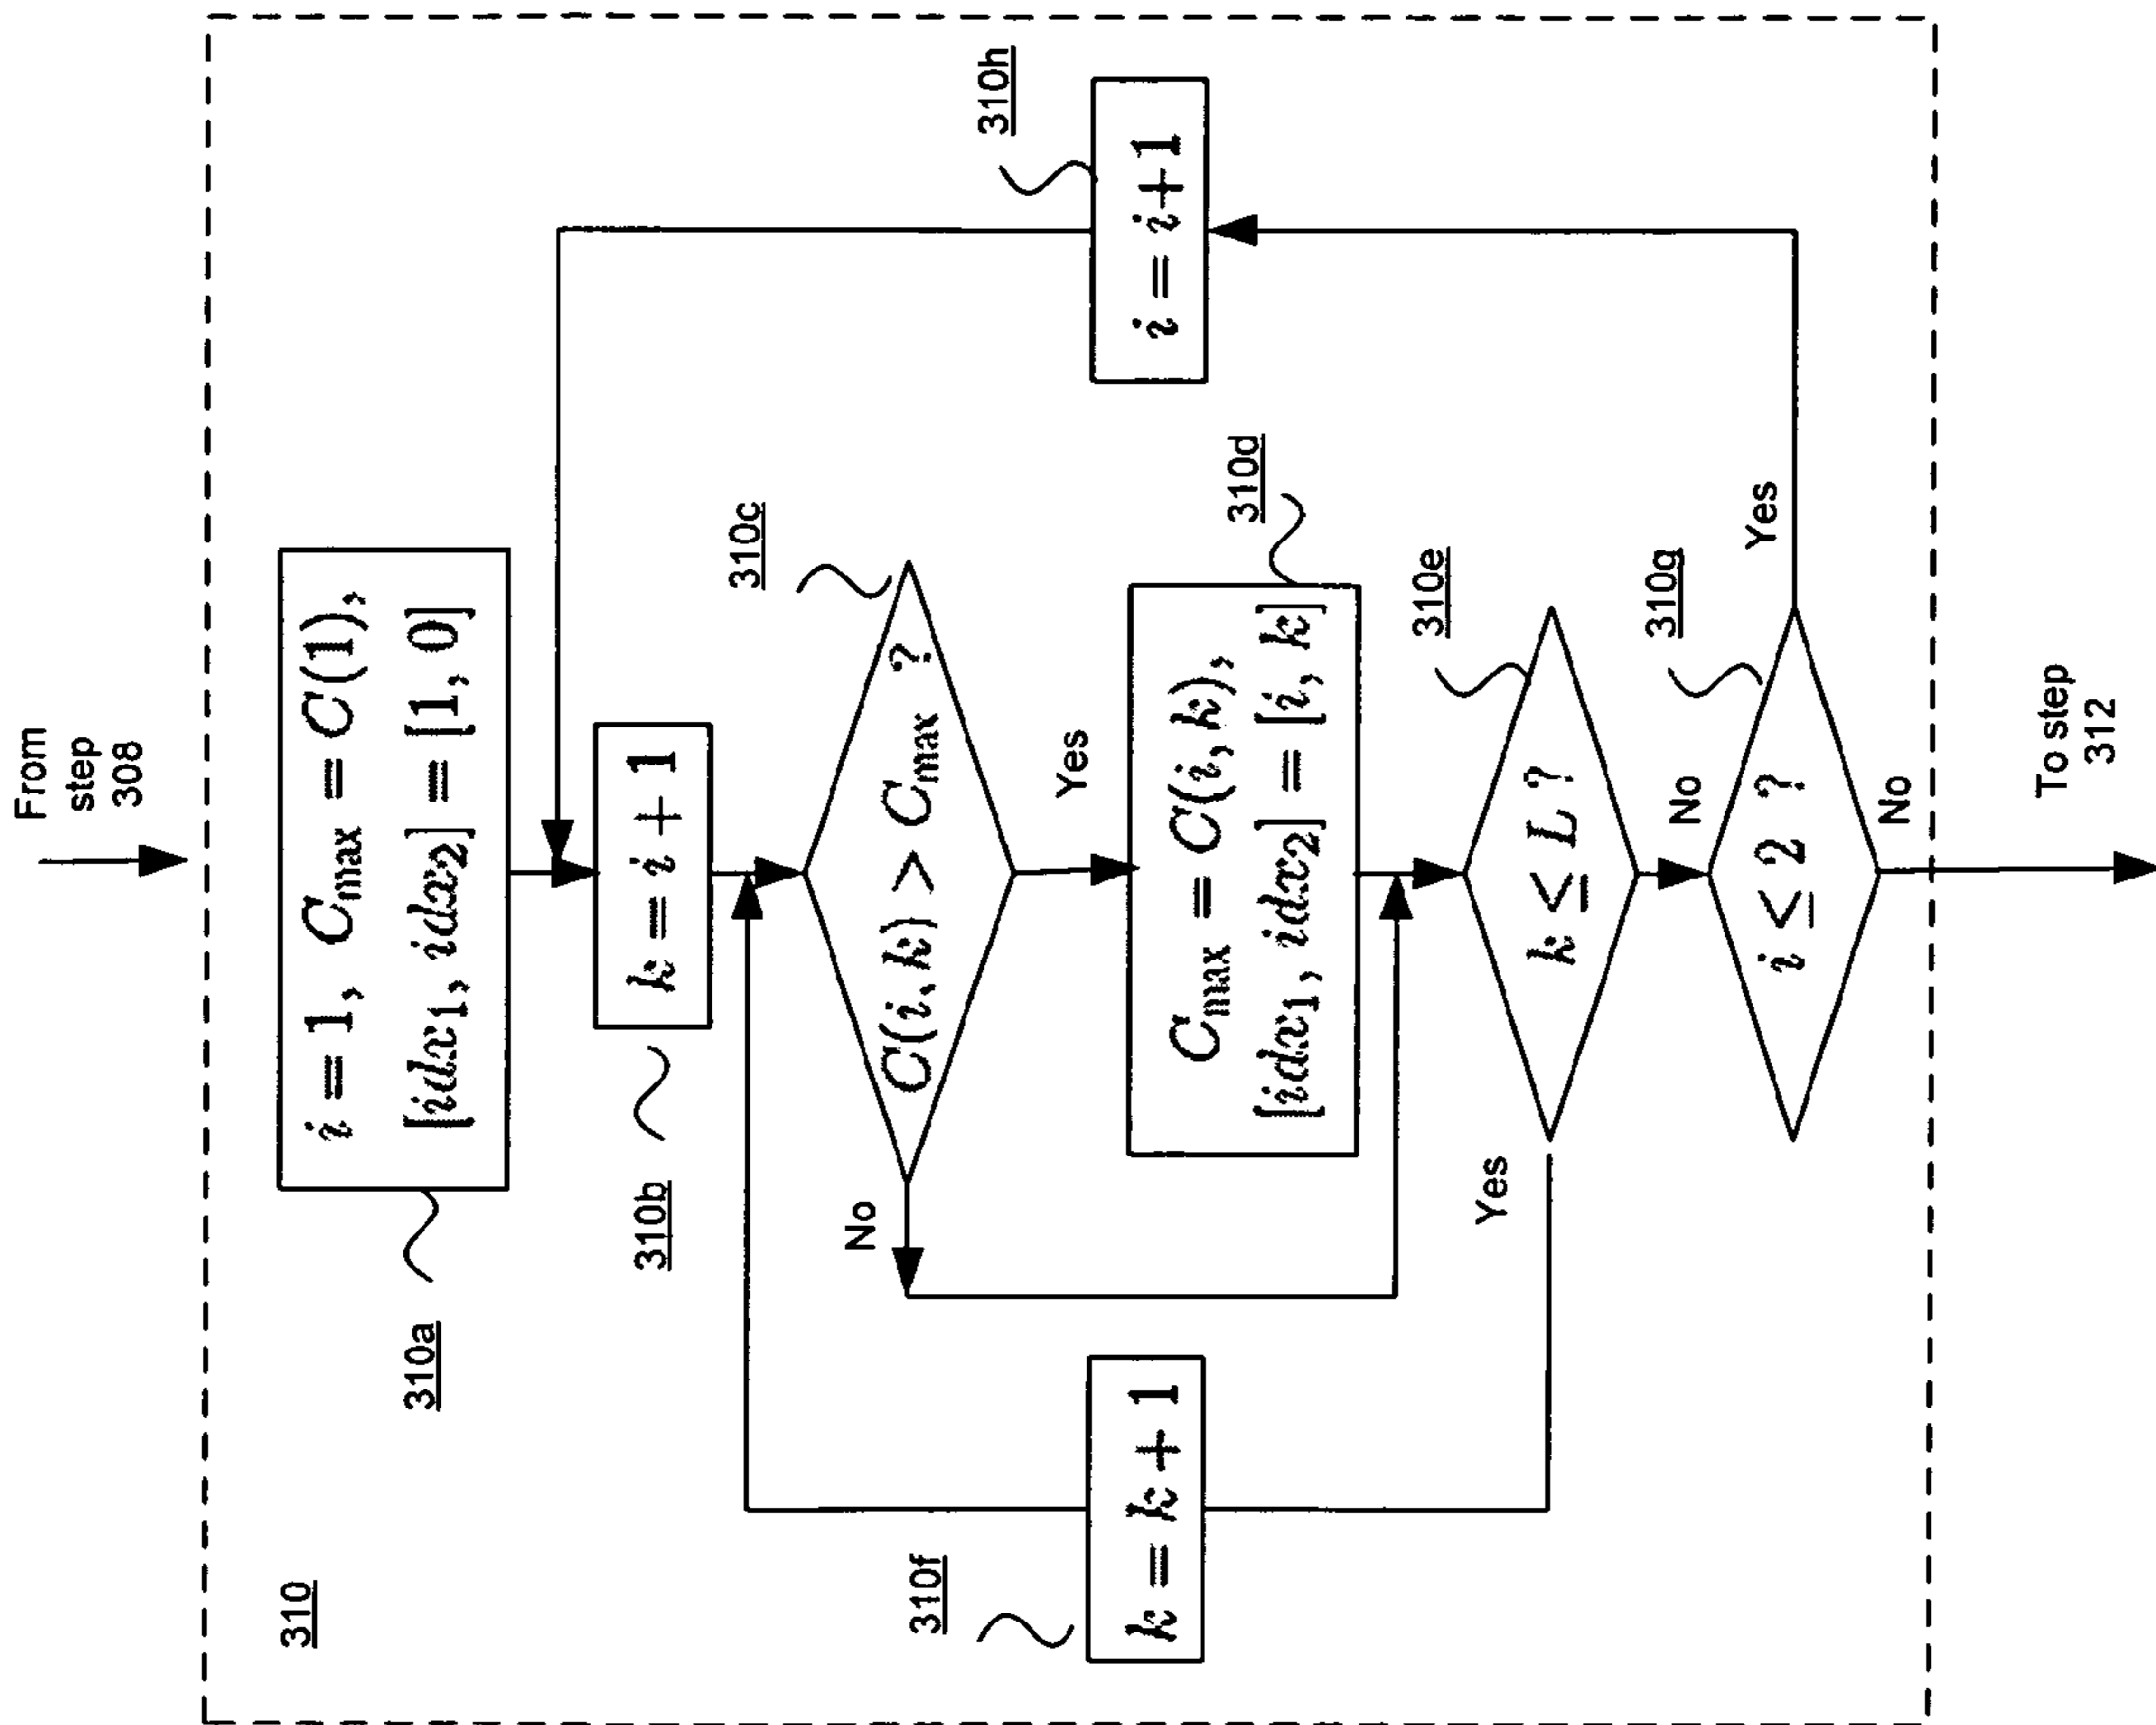 From
step
308
310
i = 1, C_max = C(1),
[idx_1, idx_2] = [1, 0]
310a
k = i + 1
310b
C(i, k) > C_max ?
310c
No
Yes
C_max = C(i, k),
[idx_1, idx_2] = [i, k]
310d
k ≤ L ?
310e
Yes
No
k = k + 1
310f
i ≤ 2 ?
310g
Yes
No
i = i + 1
310h
To step
312